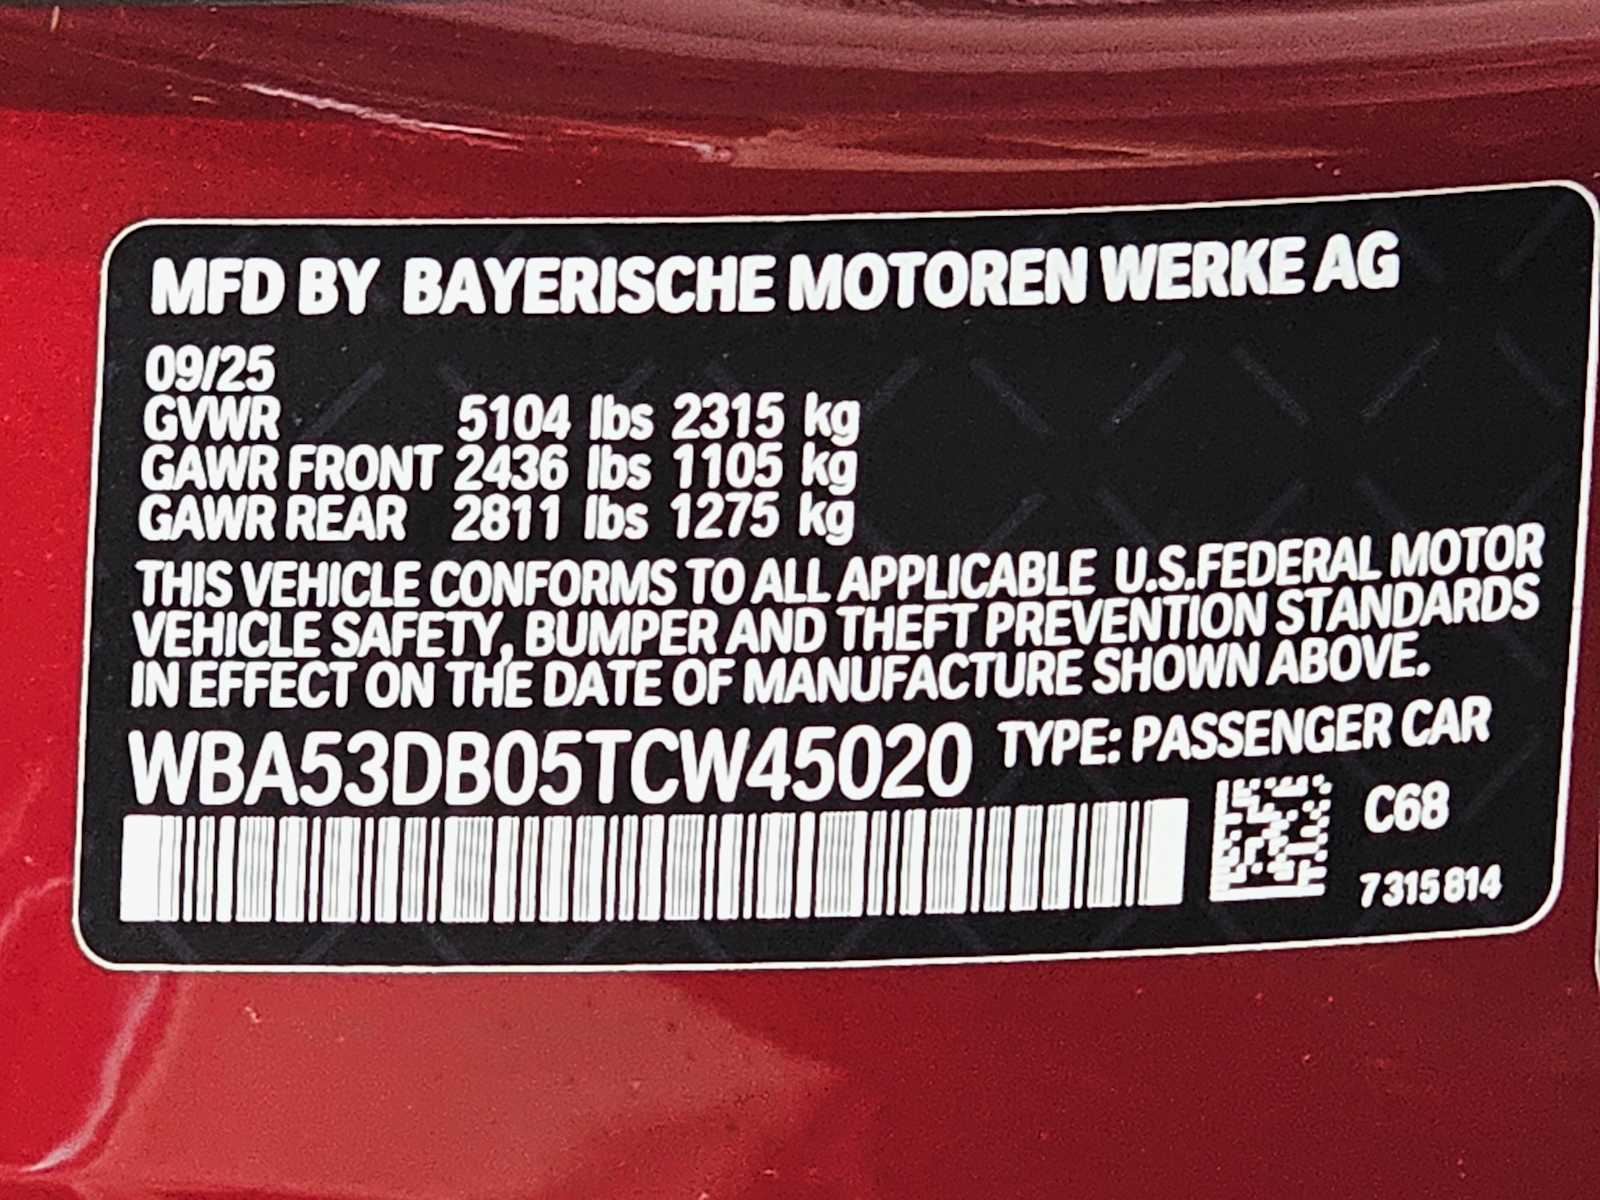 MFD BY BAYERISCHE MOTOREN WERKE AG
09/25
GVWR 5104 lbs 2315 kg
GAWR FRONT 2436 lbs 1105 kg
GAWR REAR 2811 lbs 1275 kg
THIS VEHICLE CONFORMS TO ALL APPLICABLE U.S.FEDERAL MOTOR
VEHICLE SAFETY, BUMPER AND THEFT PREVENTION STANDARDS
IN EFFECT ON THE DATE OF MANUFACTURE SHOWN ABOVE.
WBA53DB05TCW45020 TYPE: PASSENGER CAR
C68
7315814